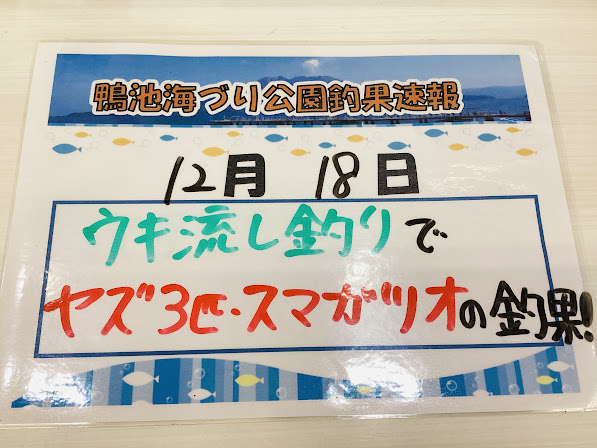 鴨池海づり公園釣果速報
12月 18日
ウキ流し釣りで
ヤズ3匹・スマガツオの釣果!